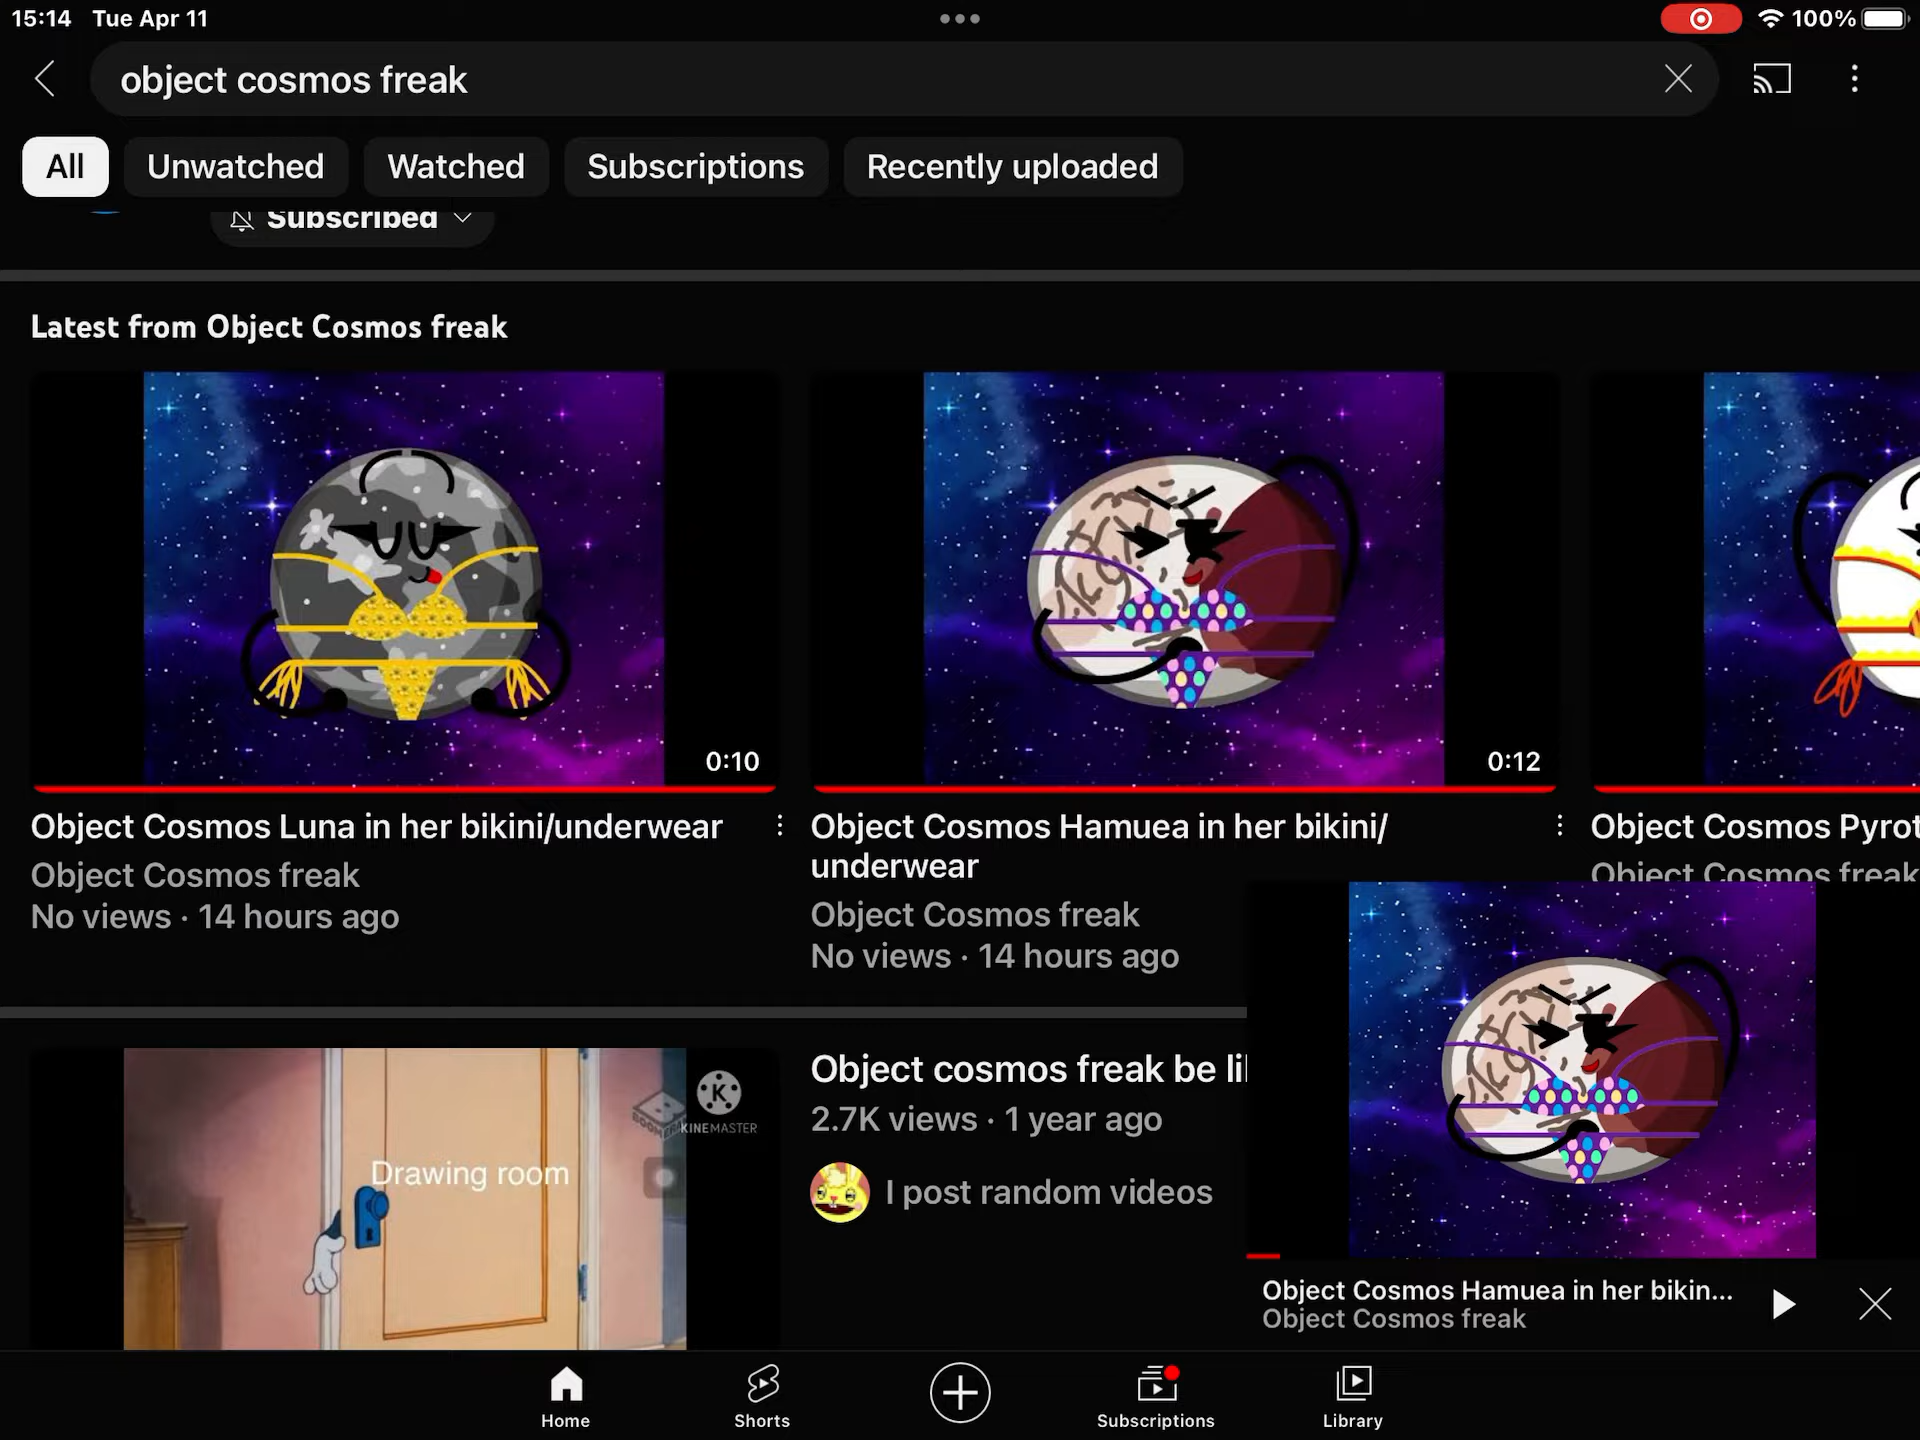 15:14 Tue Apr 11
100%
object cosmos freak
All Unwatched Watched Subscriptions Recently uploaded
Subscribed
Latest from Object Cosmos freak
0:10
0:12
Object Cosmos Luna in her bikini/underwear
Object Cosmos freak
No views · 14 hours ago
Object Cosmos Hamuea in her bikini/
underwear
Object Cosmos freak
No views · 14 hours ago
Object Cosmos Pyrot
Object Cosmos freak
Drawing room
KINEMASTER
Object cosmos freak be li
2.7K views · 1 year ago
I post random videos
Object Cosmos Hamuea in her bikin...
Object Cosmos freak
Home Shorts Subscriptions Library